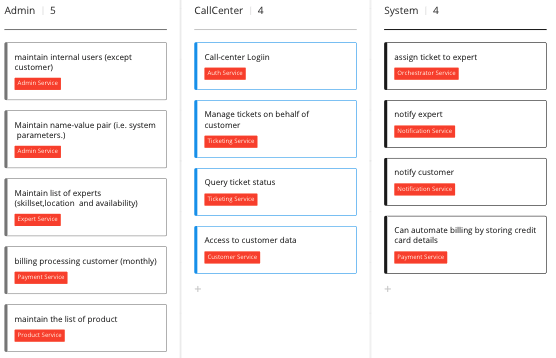 Admin | 5
maintain internal users (except
customer)
Admin Service
Maintain name-value pair (i.e. system
parameters.)
Admin Service
Maintain list of experts
(skillset,location and availability)
Expert Service
billing processing customer (monthly)
Payment Service
maintain the list of product
Product Service
CallCenter | 4
Call-center Logiin
Auth Service
Manage tickets on behalf of
customer
Ticketing Service
Query ticket status
Ticketing Service
Access to customer data
Customer Service
+
System | 4
assign ticket to expert
Orchestrator Service
notify expert
Notification Service
notify customer
Notification Service
Can automate billing by storing credit
card details
Payment Service
+